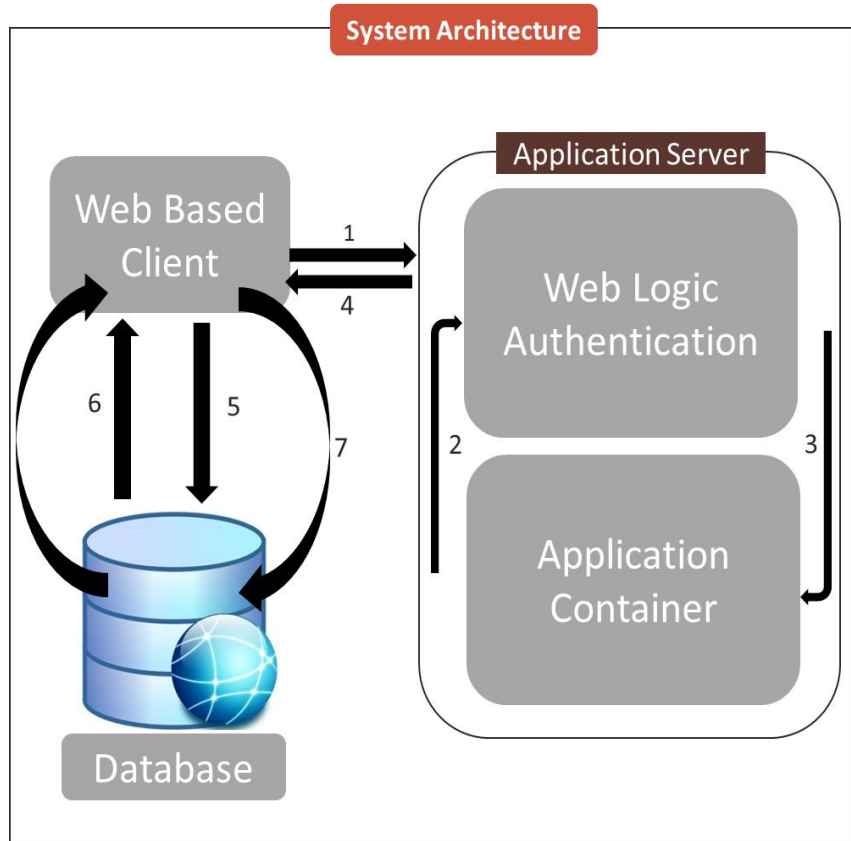 System Architecture
Application Server
Web Based
Client
1
4
Web Logic
Authentication
6
5
7
2
3
Application
Container
Database